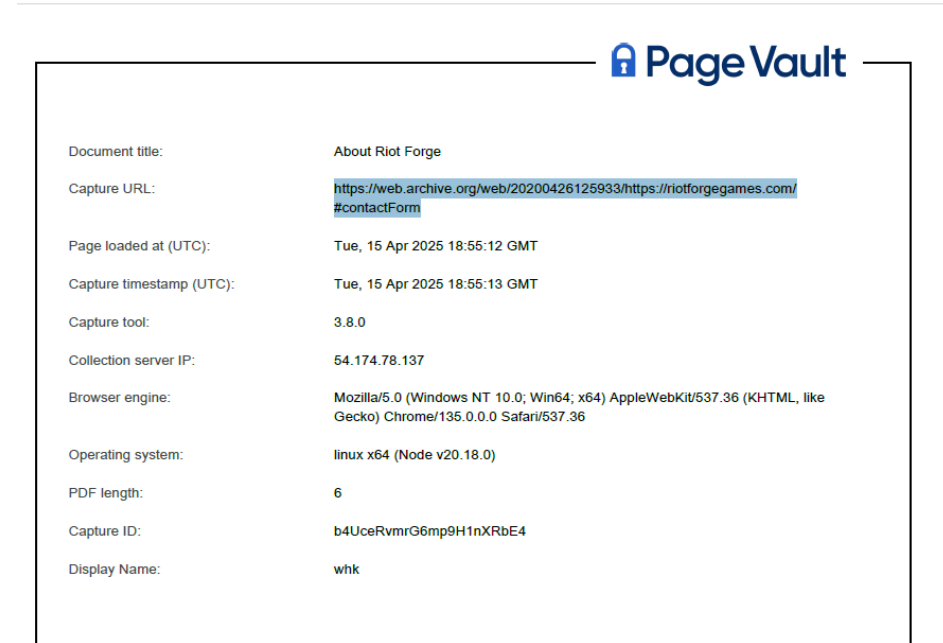 Page Vault
Document title: About Riot Forge
Capture URL: https://web.archive.org/web/20200426125933/https://riotforgegames.com/
#contactForm
Page loaded at (UTC): Tue, 15 Apr 2025 18:55:12 GMT
Capture timestamp (UTC): Tue, 15 Apr 2025 18:55:13 GMT
Capture tool: 3.8.0
Collection server IP: 54.174.78.137
Browser engine: Mozilla/5.0 (Windows NT 10.0; Win64; x64) AppleWebKit/537.36 (KHTML, like
Gecko) Chrome/135.0.0.0 Safari/537.36
Operating system: linux x64 (Node v20.18.0)
PDF length: 6
Capture ID: b4UceRvmrG6mp9H1nXRbE4
Display Name: whk